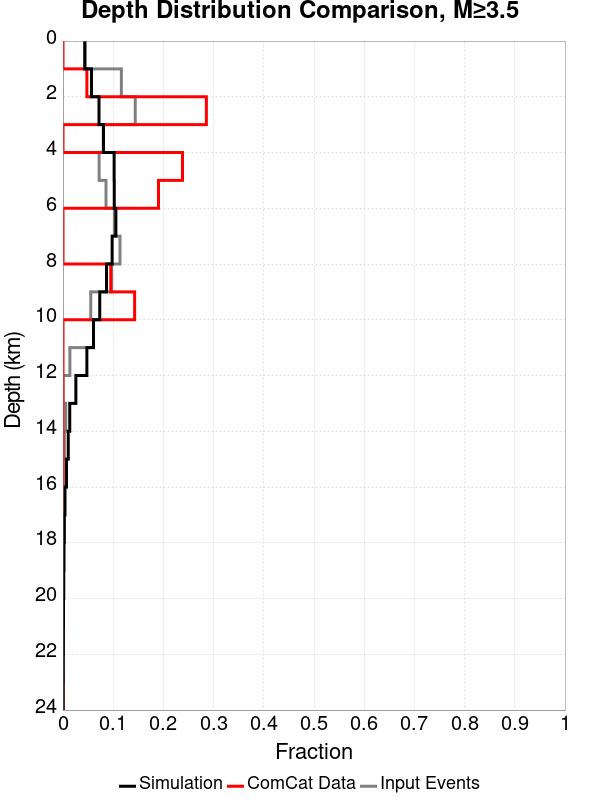 Depth Distribution Comparison, M≥3.5
0
2
4
6
8
10
12
14
16
18
20
22
24
Depth (km)
0 0.1 0.2 0.3 0.4 0.5 0.6 0.7 0.8 0.9 1
Fraction
Simulation ComCat Data Input Events